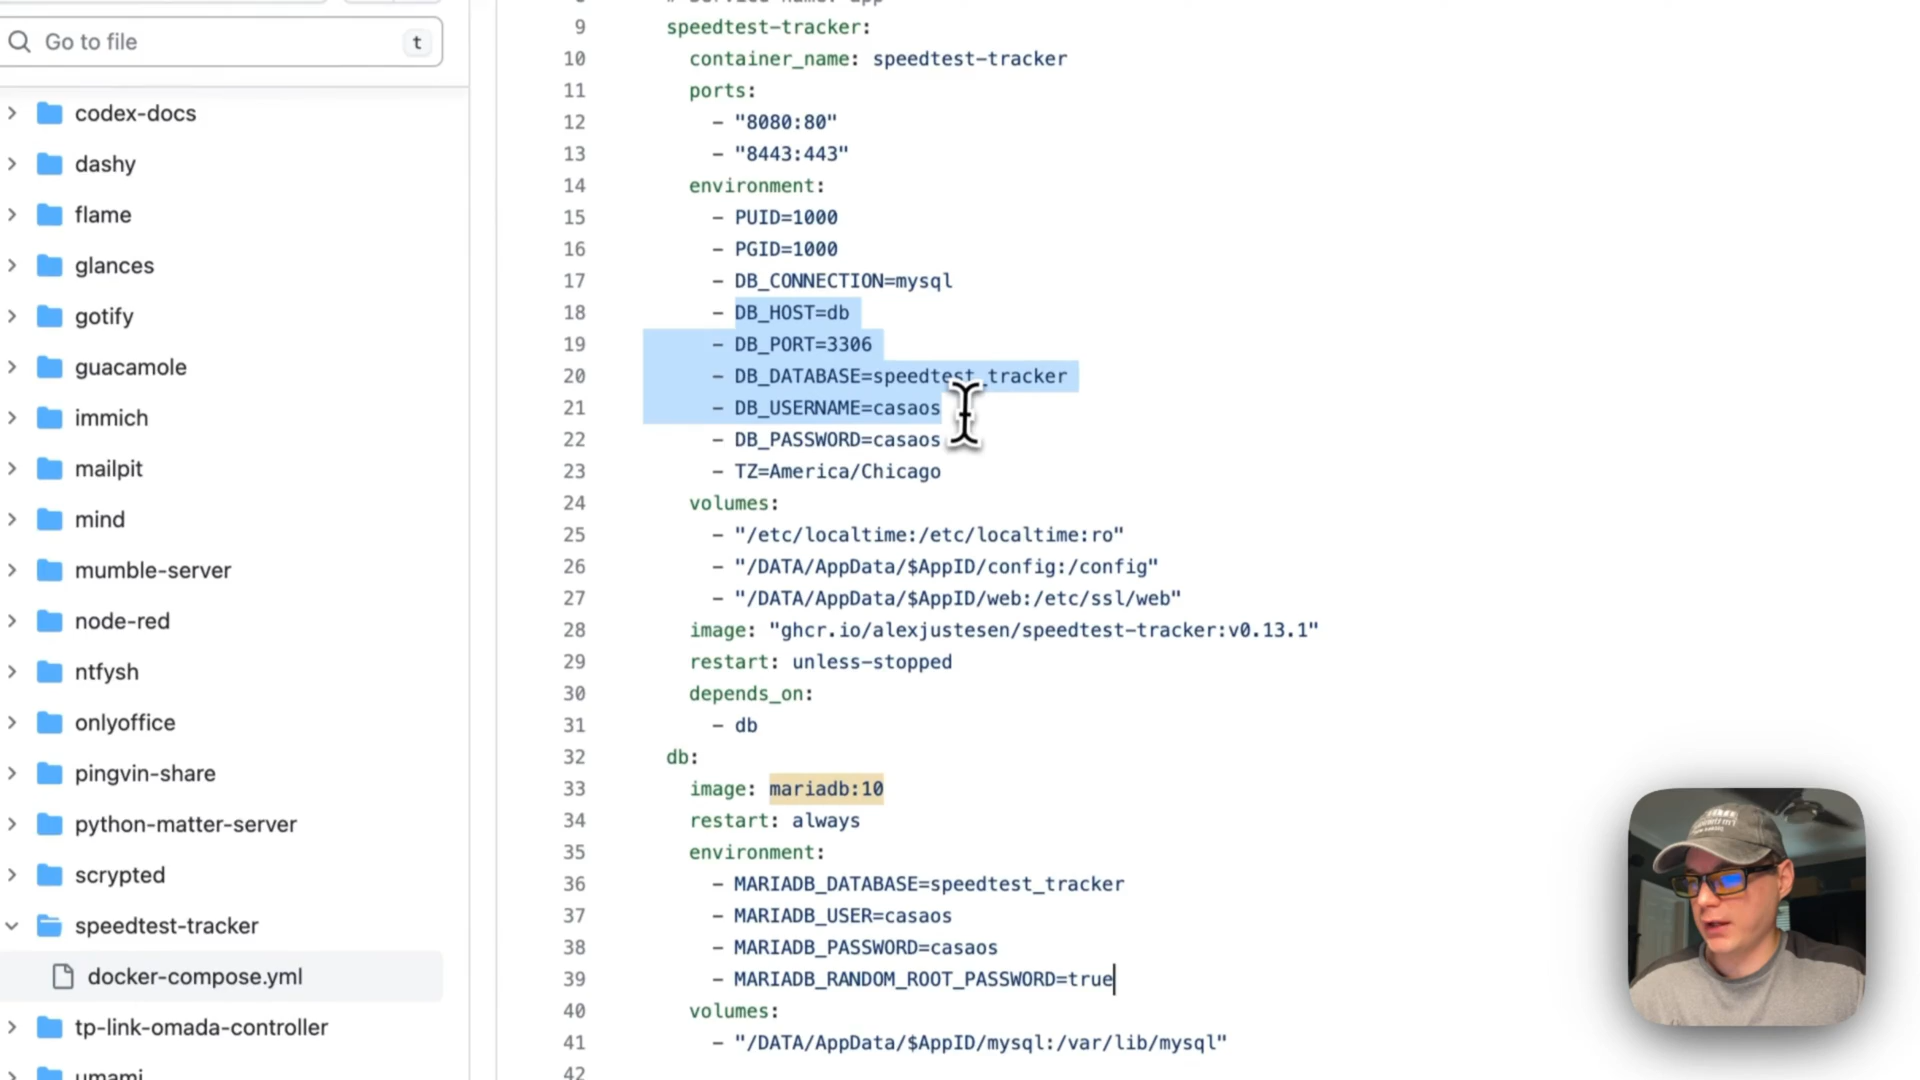 Go to file
t
codex-docs
dashy
flame
glances
gotify
guacamole
immich
mailpit
mind
mumble-server
node-red
ntfysh
onlyoffice
pingvin-share
python-matter-server
scrypted
speedtest-tracker
docker-compose.yml
tp-link-omada-controller
umami
8 # Service name: app
9 speedtest-tracker:
10 container_name: speedtest-tracker
11 ports:
12 - "8080:80"
13 - "8443:443"
14 environment:
15 - PUID=1000
16 - PGID=1000
17 - DB_CONNECTION=mysql
18 - DB_HOST=db
19 - DB_PORT=3306
20 - DB_DATABASE=speedtest_tracker
21 - DB_USERNAME=casaos
22 - DB_PASSWORD=casaos
23 - TZ=America/Chicago
24 volumes:
25 - "/etc/localtime:/etc/localtime:ro"
26 - "/DATA/AppData/$AppID/config:/config"
27 - "/DATA/AppData/$AppID/web:/etc/ssl/web"
28 image: "ghcr.io/alexjustesen/speedtest-tracker:v0.13.1"
29 restart: unless-stopped
30 depends_on:
31 - db
32 db:
33 image: mariadb:10
34 restart: always
35 environment:
36 - MARIADB_DATABASE=speedtest_tracker
37 - MARIADB_USER=casaos
38 - MARIADB_PASSWORD=casaos
39 - MARIADB_RANDOM_ROOT_PASSWORD=true
40 volumes:
41 - "/DATA/AppData/$AppID/mysql:/var/lib/mysql"
42